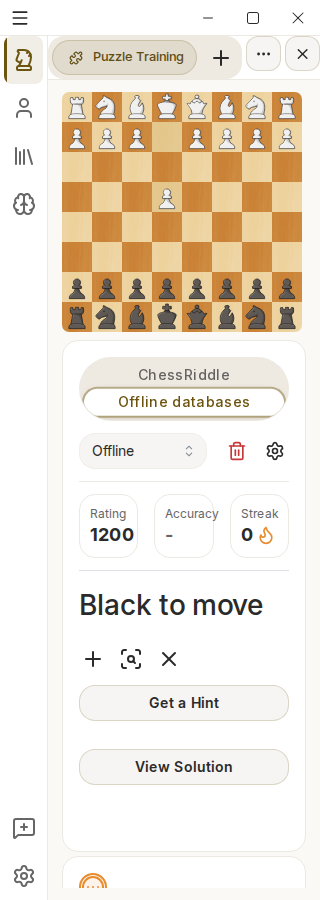 Puzzle Training
ChessRiddle
Offline databases
Offline
Rating
1200
Accuracy
-
Streak
0
Black to move
Get a Hint
View Solution